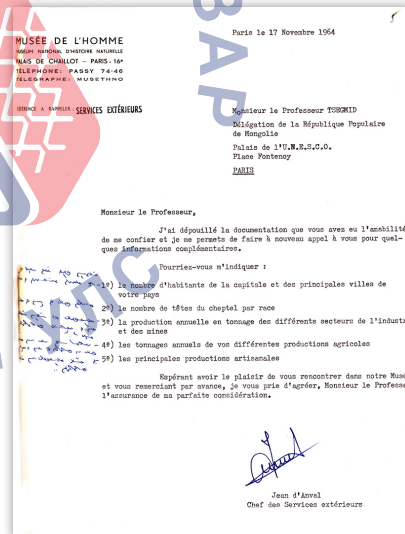 Paris le 17 Novembre 1964
MUSÉE DE L'HOMME
MUSEUM NATIONAL D'HISTOIRE NATURELLE
PALAIS DE CHAILLOT — PARIS - 16e
TÉLÉPHONE: PASSY 74-46
TÉLÉGRAPHE: MUSETHNO
RÉFÉRENCE A RAPPELER: SERVICES EXTÉRIEURS
Monsieur le Professeur TSEGMID
Délégation de la République Populaire
de Mongolie
Palais de l'U.N.E.S.C.O.
Place Fontenoy
PARIS
Monsieur le Professeur,
J'ai dépouillé la documentation que vous avez eu l'amabilité
de me confier et je me permets de faire à nouveau appel à vous pour quel-
ques informations complémentaires.
Pourriez-vous m'indiquer :
1º) le nombre d'habitants de la capitale et des principales villes de
votre pays
2º) le nombre de têtes du cheptel par race
3º) la production annuelle en tonnage des différents secteurs de l'industr
et des mines
4º) les tonnages annuels de vos différentes productions agricoles
5º) les principales productions artisanales
Espérant avoir le plaisir de vous rencontrer dans notre Musé
et vous remerciant par avance, je vous prie d'agréer, Monsieur le Professe
l'assurance de ma parfaite considération.
Jean d'Anval
Chef des Services extérieurs